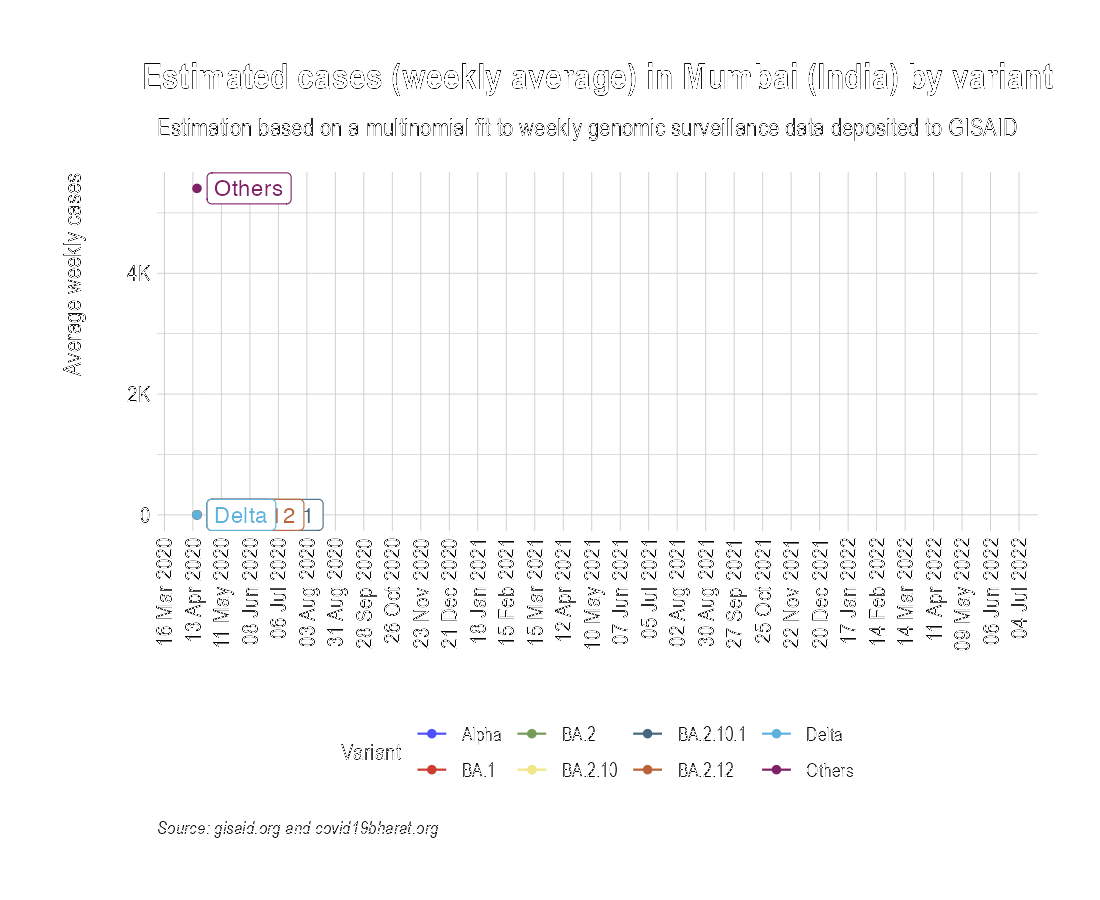 Estimated cases (weekly average) in Mumbai (India) by variant
Estimation based on a multinomial fit to weekly genomic surveillance data deposited to GISAID
Average weekly cases
Others
4K
2K
0
Delta 2 1
16 Mar 2020
13 Apr 2020
11 May 2020
08 Jun 2020
06 Jul 2020
03 Aug 2020
31 Aug 2020
28 Sep 2020
26 Oct 2020
23 Nov 2020
21 Dec 2020
18 Jan 2021
15 Feb 2021
15 Mar 2021
12 Apr 2021
10 May 2021
07 Jun 2021
05 Jul 2021
02 Aug 2021
30 Aug 2021
27 Sep 2021
25 Oct 2021
22 Nov 2021
20 Dec 2021
17 Jan 2022
14 Feb 2022
14 Mar 2022
11 Apr 2022
09 May 2022
06 Jun 2022
04 Jul 2022
Variant
Alpha BA.2 BA.2.10.1 Delta
BA.1 BA.2.10 BA.2.12 Others
Source: gisaid.org and covid19bharat.org